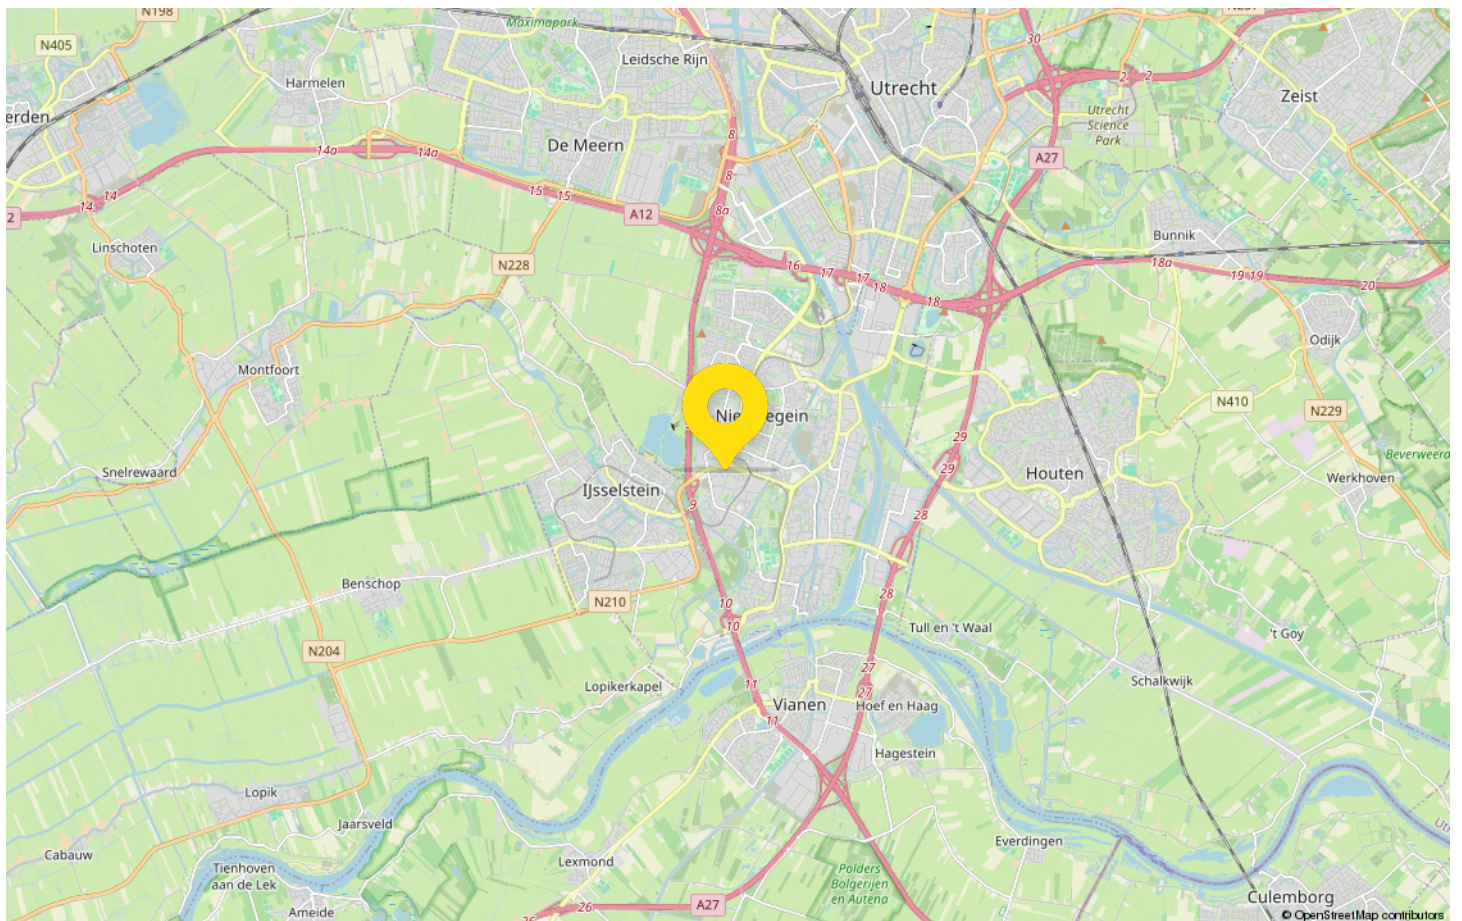 N198
Maximapark
30
N405
Leidsche Rijn
Harmelen
Utrecht
2
2
Zeist
erden
Utrecht
Science
Park
8
De Meern
14a
14a
A27
8
15
15
14
14
8a
A12
2
Linschoten
Bunnik
N228
16
17
17
18
18a
19
19
20
18
Odijk
Montfoort
N410
N229
29
Beverweerd
Snelrewaard
29
Houten
Werkhoven
IJsselstein
9
28
Benschop
28
N210
10
10
Tull en 't Waal
't Goy
N204
27
Lopikerkapel
11
27
Schalkwijk
Vianen
Hoef en Haag
11
Hagestein
Lopik
Jaarsveld
Everdingen
Cabauw
Lexmond
Tienhoven
aan de Lek
Polders
Bolgerijen
en Autena
Culemborg
A27
26
26
Ameide
© OpenStreetMap contributors